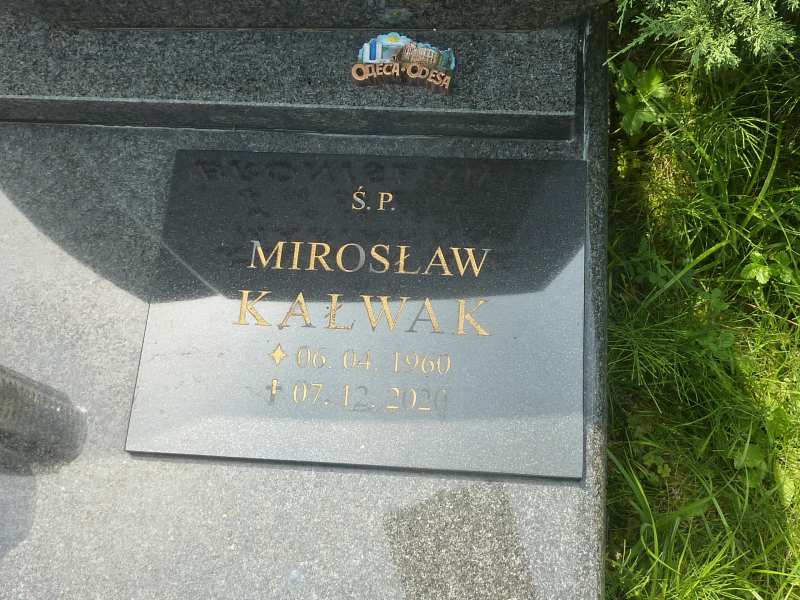 ОДЕСА • ODESA
Ś. P.
MIROSŁAW
KAŁWAK
06. 04. 1960
07. 12. 2020